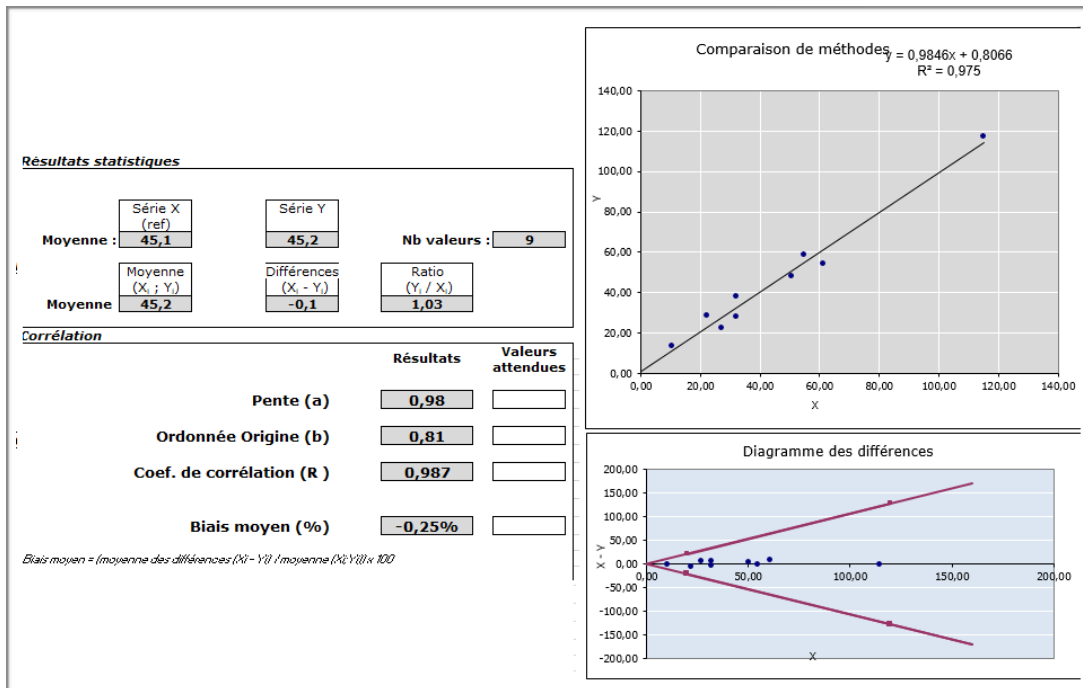 Résultats statistiques
Série X
(ref)
Série Y
Moyenne : 45,1 45,2 Nb valeurs : 9
Moyenne
(Xᵢ ; Yᵢ)
Différences
(Xᵢ - Yᵢ)
Ratio
(Yᵢ / Xᵢ)
Moyenne 45,2 -0,1 1,03
Corrélation
Résultats
Valeurs
attendues
Pente (a) 0,98
Ordonnée Origine (b) 0,81
Coef. de corrélation (R ) 0,987
Biais moyen (%) -0,25%
Biais moyen = (moyenne des différences (Xi - Yi) / moyenne (Xi;Yi)) x 100
Comparaison de méthodes
y = 0,9846x + 0,8066
R² = 0,975
140,00
120,00
100,00
80,00
60,00
40,00
20,00
0,00
0,00 20,00 40,00 60,00 80,00 100,00 120,00 140,00
Y
X
Diagramme des différences
200,00
150,00
100,00
50,00
0,00
-50,00
-100,00
-150,00
-200,00
0,00 50,00 100,00 150,00 200,00
X - Y
X